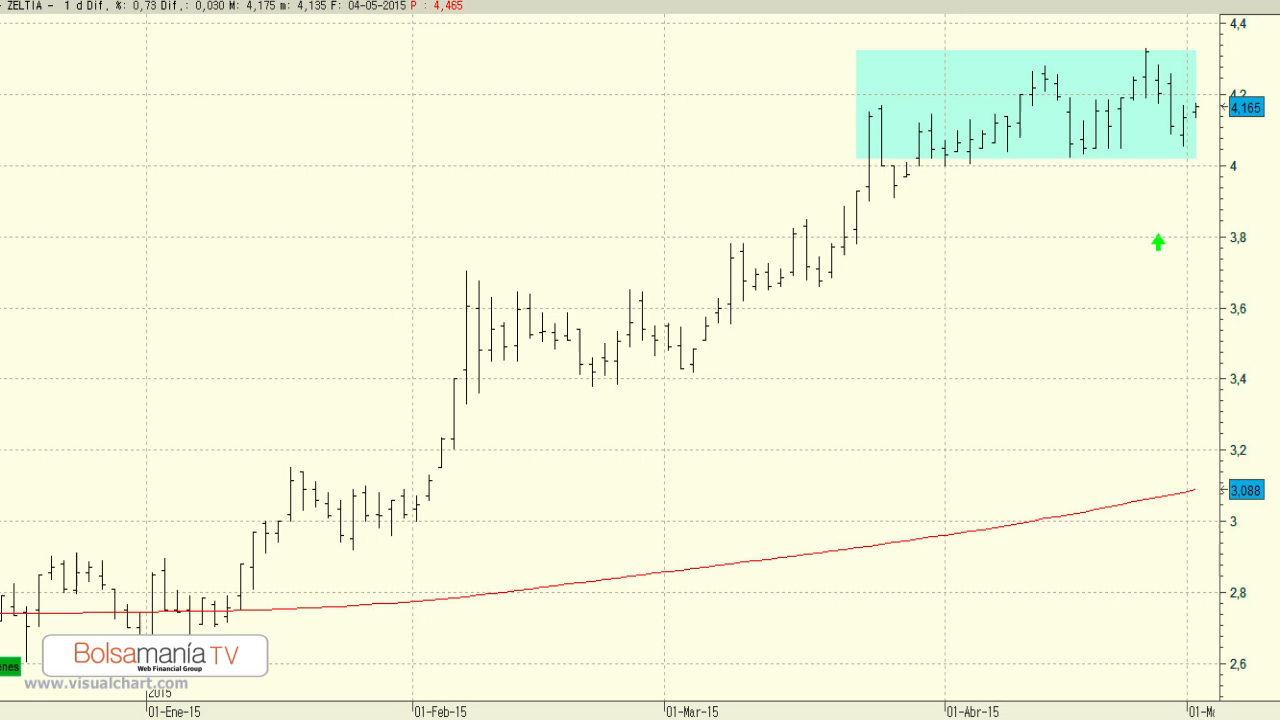 - ZELTIA - 1 d Dif. %: 0,73 Dif.: 0,030 M: 4,175 m: 4,135 F: 04-05-2015 P : 4,465
4,4
4,2
4,165
4
3,8
3,6
3,4
3,2
3,088
3
2,8
2,6
BolsamaníaTV
Web Financial Group
enes
www.visualchart.com
2015
01-Ene-15
01-Feb-15
01-Mar-15
01-Abr-15